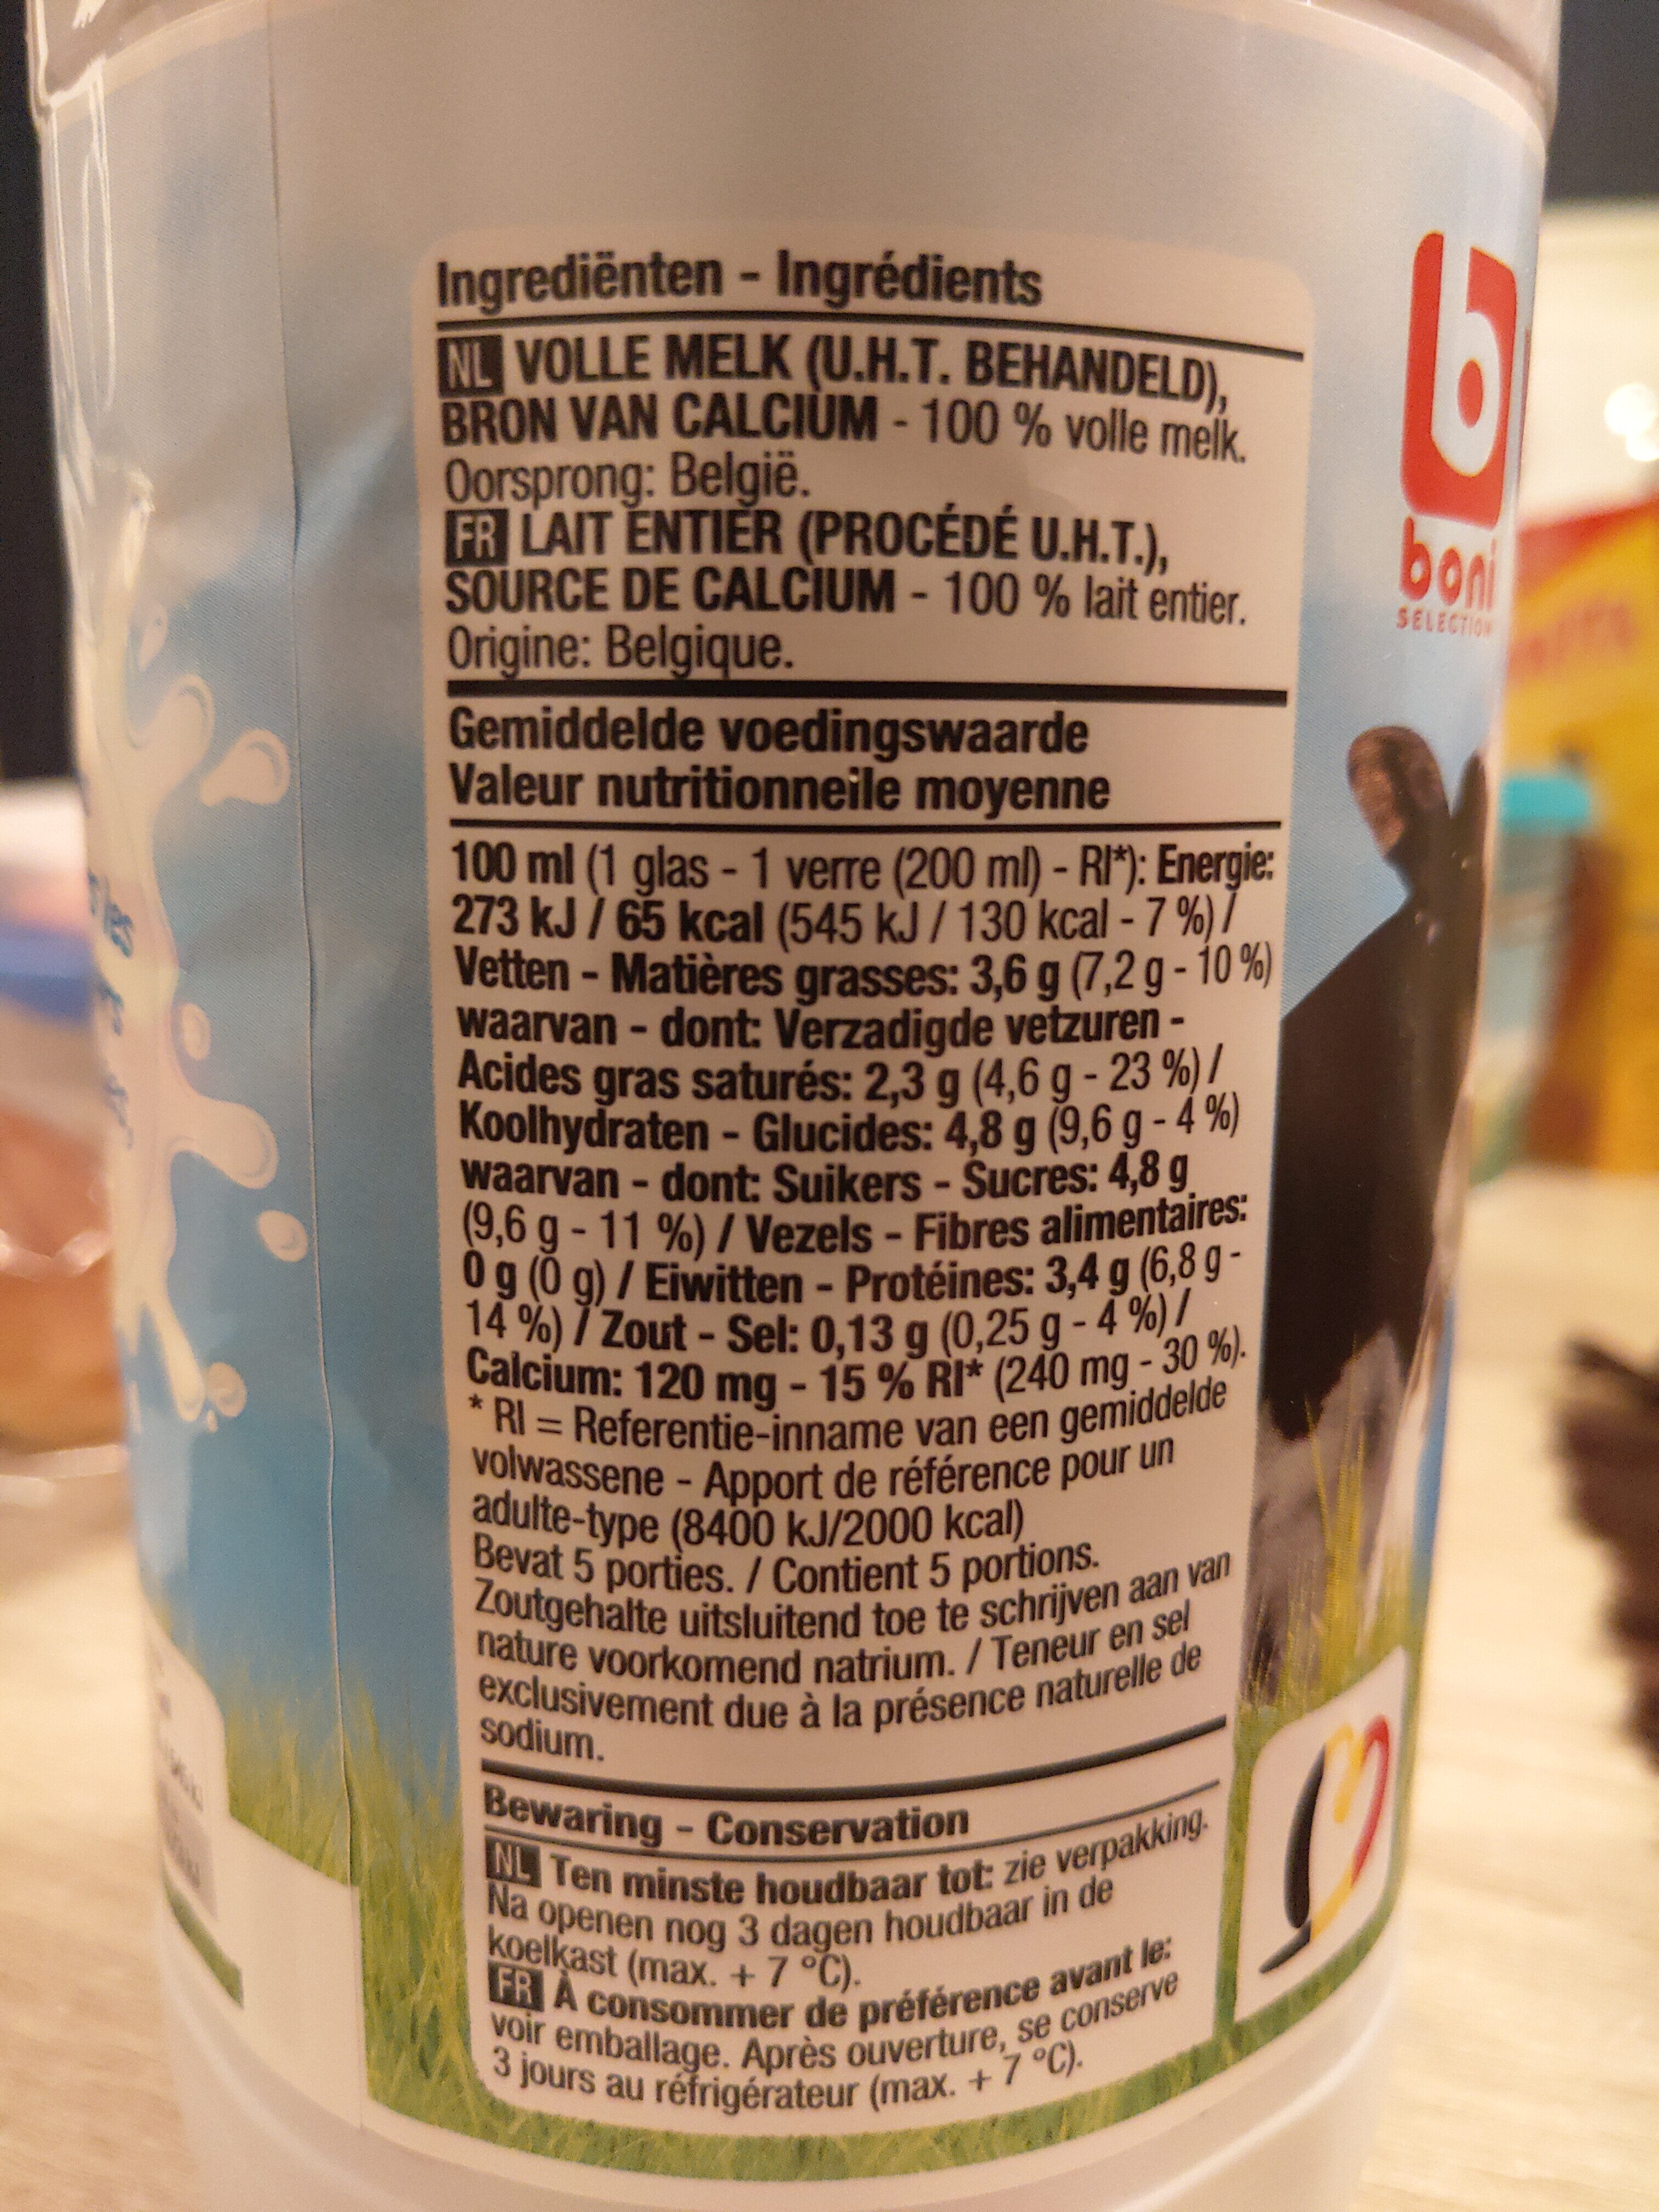 Ingrediënten - Ingrédients
NL VOLLE MELK (U.H.T. BEHANDELD),
BRON VAN CALCIUM - 100 % volle melk.
Oorsprong: België.
FR LAIT ENTIER (PROCÉDÉ U.H.T.),
SOURCE DE CALCIUM - 100 % lait entier.
Origine: Belgique.
Gemiddelde voedingswaarde
Valeur nutritionnelle moyenne
100 ml (1 glas - 1 verre (200 ml) - RI*): Energie:
273 kJ / 65 kcal (545 kJ / 130 kcal - 7 %) /
Vetten - Matières grasses: 3,6 g (7,2 g - 10 %)
waarvan - dont: Verzadigde vetzuren -
Acides gras saturés: 2,3 g (4,6 g - 23 %) /
Koolhydraten - Glucides: 4,8 g (9,6 g - 4 %)
waarvan - dont: Suikers - Sucres: 4,8 g
(9,6 g - 11 %) / Vezels - Fibres alimentaires:
0 g (0 g) / Eiwitten - Protéines: 3,4 g (6,8 g -
14 %) / Zout - Sel: 0,13 g (0,25 g - 4 %) /
Calcium: 120 mg - 15 % RI* (240 mg - 30 %).
* RI = Referentie-inname van een gemiddelde
volwassene - Apport de référence pour un
adulte-type (8400 kJ/2000 kcal)
Bevat 5 porties. / Contient 5 portions.
Zoutgehalte uitsluitend toe te schrijven aan van
nature voorkomend natrium. / Teneur en sel
exclusivement due à la présence naturelle de
sodium.
Bewaring - Conservation
NL Ten minste houdbaar tot: zie verpakking.
Na openen nog 3 dagen houdbaar in de
koelkast (max. + 7 °C).
FR À consommer de préférence avant le:
voir emballage. Après ouverture, se conserve
3 jours au réfrigérateur (max. + 7 °C).
b
boni
SELECTION